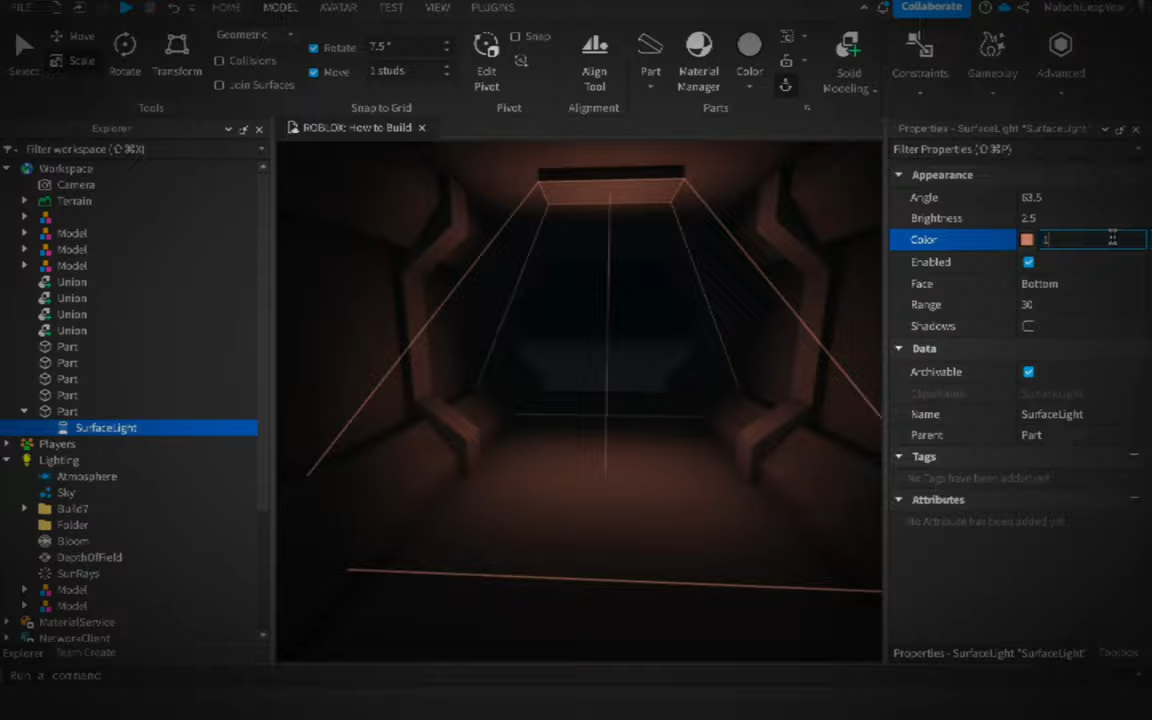 FILE HOME MODEL AVATAR TEST VIEW PLUGINS Collaborate
Select Move Scale Rotate Transform
Geometric
Collisions
Join Surfaces
Tools
Rotate 7.5°
Move 1 studs
Snap to Grid
Edit Pivot
Snap
Pivot
Align Tool
Alignment
Part
Material Manager
Color
Parts
Solid Modeling
Constraints
Gameplay
Advanced
Explorer
Filter workspace (⇧⌘X)
Workspace
Camera
Terrain
Model
Model
Model
Union
Union
Union
Union
Part
Part
Part
Part
Part
SurfaceLight
Players
Lighting
Atmosphere
Sky
Build7
Folder
Bloom
DepthOfField
SunRays
Model
Model
MaterialService
NetworkClient
Explorer Team Create
Run a command
ROBLOX: How to Build
Properties - SurfaceLight "SurfaceLight"
Filter Properties (⇧⌘P)
Appearance
Angle 63.5
Brightness 2.5
Color 1
Enabled
Face Bottom
Range 30
Shadows
Data
Archivable
ClassName SurfaceLight
Name SurfaceLight
Parent Part
Tags
No Tags have been added yet
Attributes
No Attribute has been added yet
Properties - SurfaceLight "SurfaceLight" Toolbox